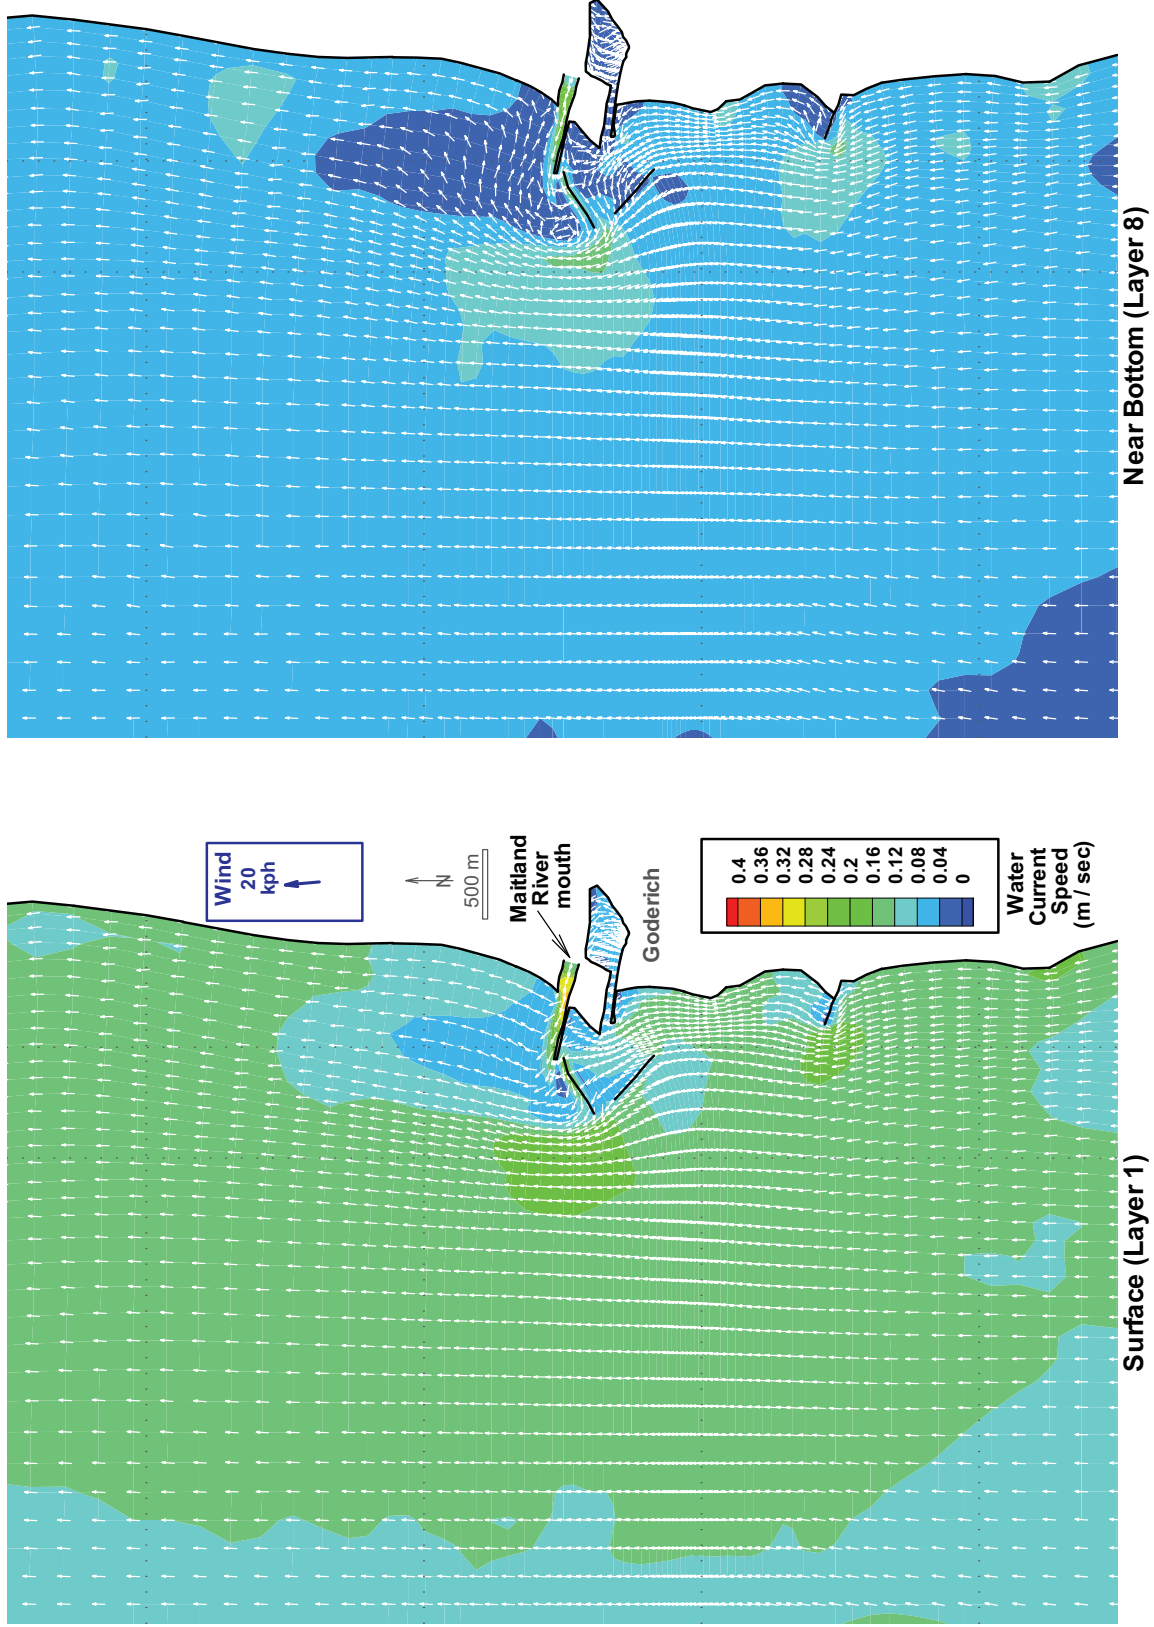 Near Bottom (Layer 8)
Wind
20
kph
N
500 m
Maitland
River
mouth
Goderich
0.4
0.36
0.32
0.28
0.24
0.2
0.16
0.12
0.08
0.04
0
Water
Current
Speed
(m / sec)
Surface (Layer 1)